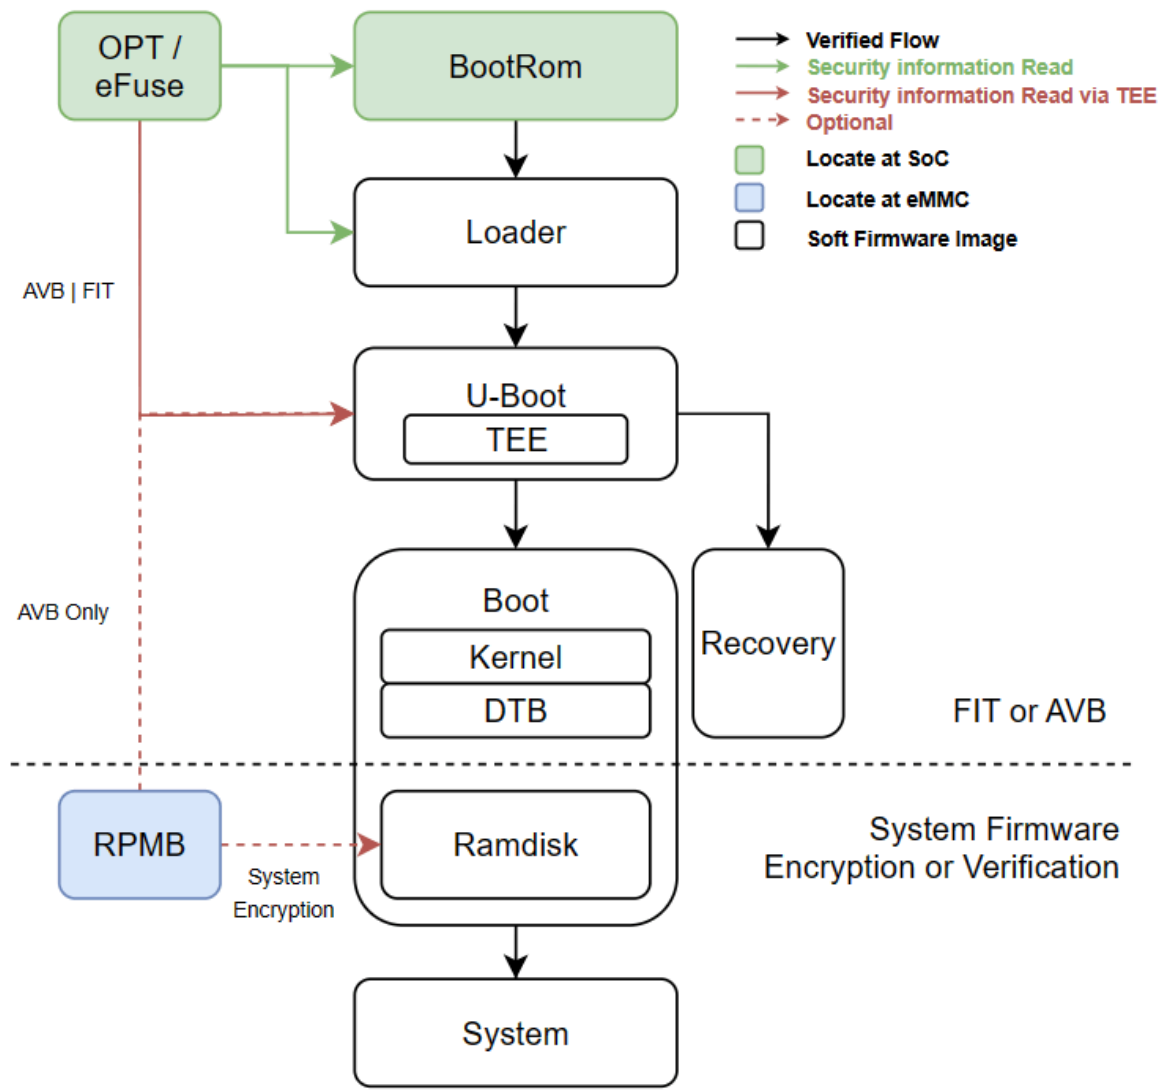 OPT /
eFuse
BootRom
Verified Flow
Security information Read
Security information Read via TEE
Optional
Locate at SoC
Locate at eMMC
Soft Firmware Image
Loader
AVB | FIT
U-Boot
TEE
Boot
Kernel
DTB
Recovery
AVB Only
FIT or AVB
RPMB
System
Encryption
Ramdisk
System Firmware
Encryption or Verification
System